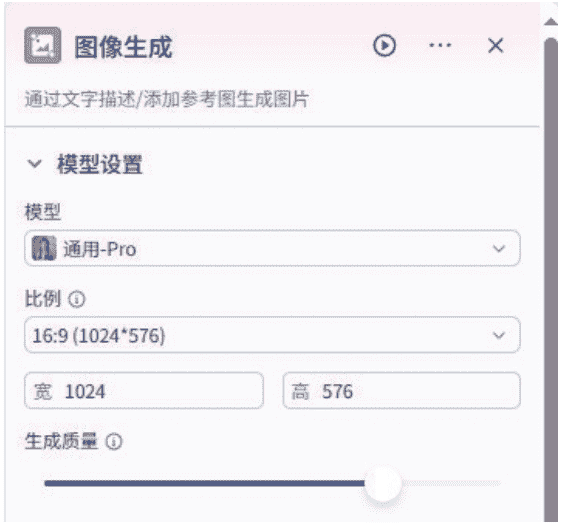 图像生成
通过文字描述/添加参考图生成图片
模型设置
模型
通用-Pro
比例
16:9 (1024*576)
宽 1024 高 576
生成质量